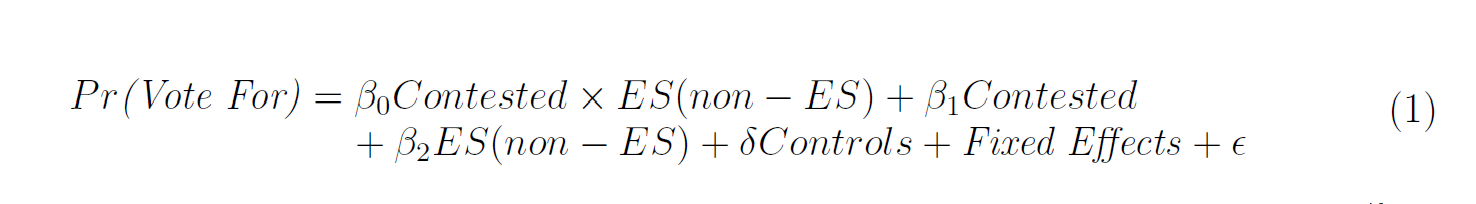 Pr(Vote For) = β₀Contested × ES(non − ES) + β₁Contested
+ β₂ES(non − ES) + δControls + Fixed Effects + ϵ
(1)